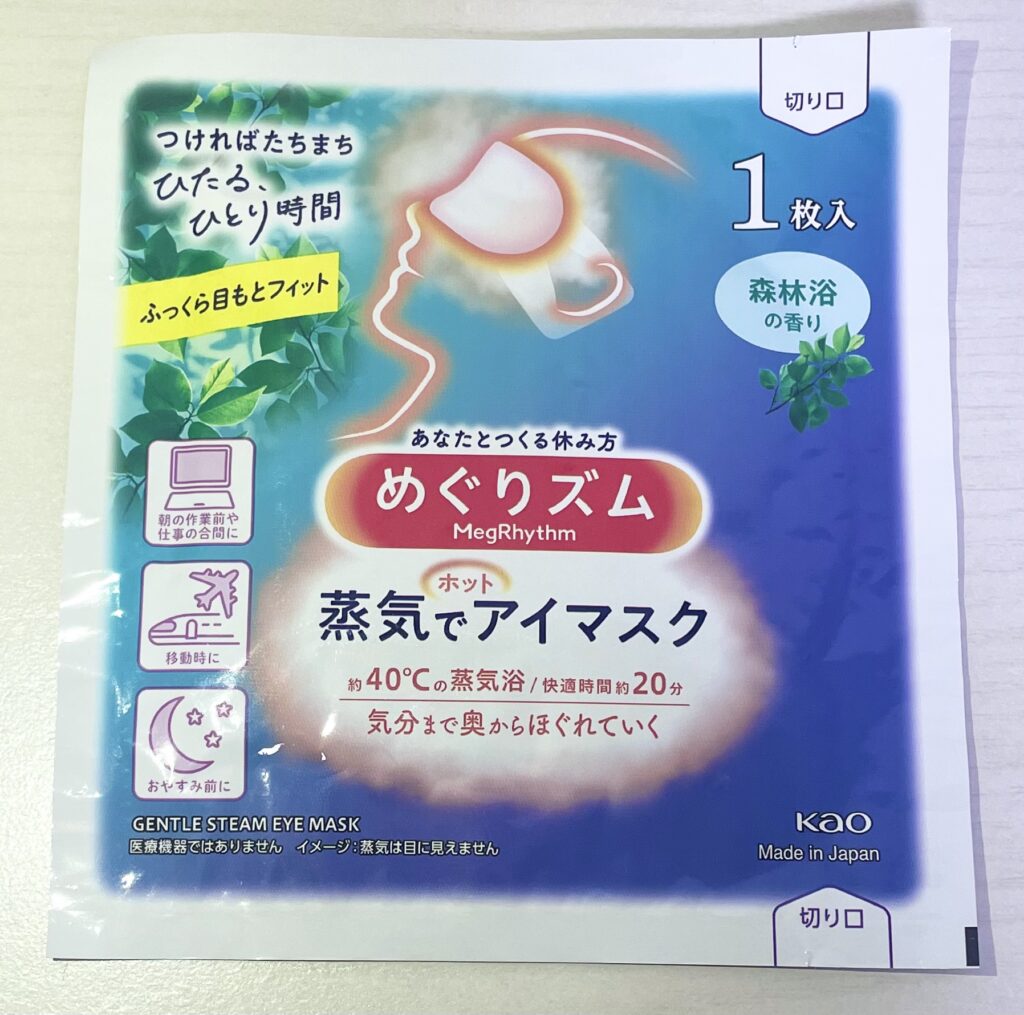 切り口
つければたちまち
ひたる、
ひとり時間
1枚入
ふっくら目もとフィット
森林浴
の香り
あなたとつくる休み方
めぐりズム
MegRhythm
朝の作業前や
仕事の合間に
ホット
蒸気でアイマスク
移動時に
約40℃の蒸気浴/快適時間約20分
気分まで奥からほぐれていく
おやすみ前に
GENTLE STEAM EYE MASK
医療機器ではありません イメージ:蒸気は目に見えません
Kao
Made in Japan
切り口